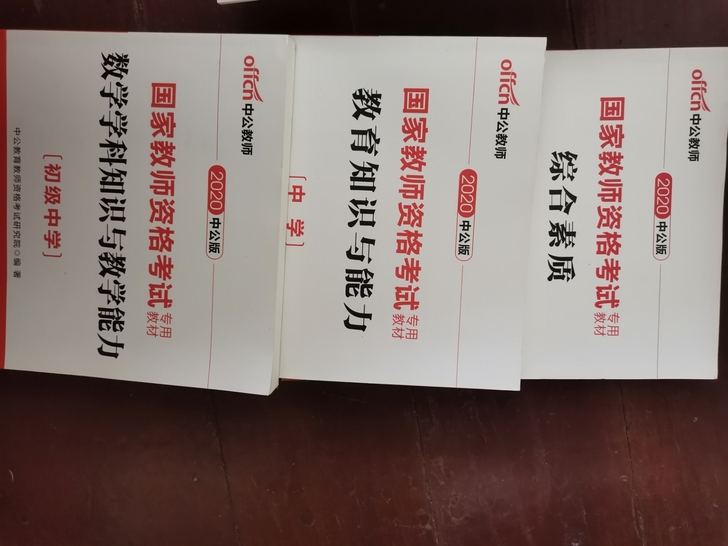 offcn 中公教师
2020 中公版
国家教师资格考试 专用教材
综合素质
offcn 中公教师
2020 中公版
国家教师资格考试 专用教材
教育知识与能力
[中学]
offcn 中公教师
2020 中公版
国家教师资格考试 专用教材
数学学科知识与教学能力
[初级中学]
中公教育教师资格考试研究院◎编著